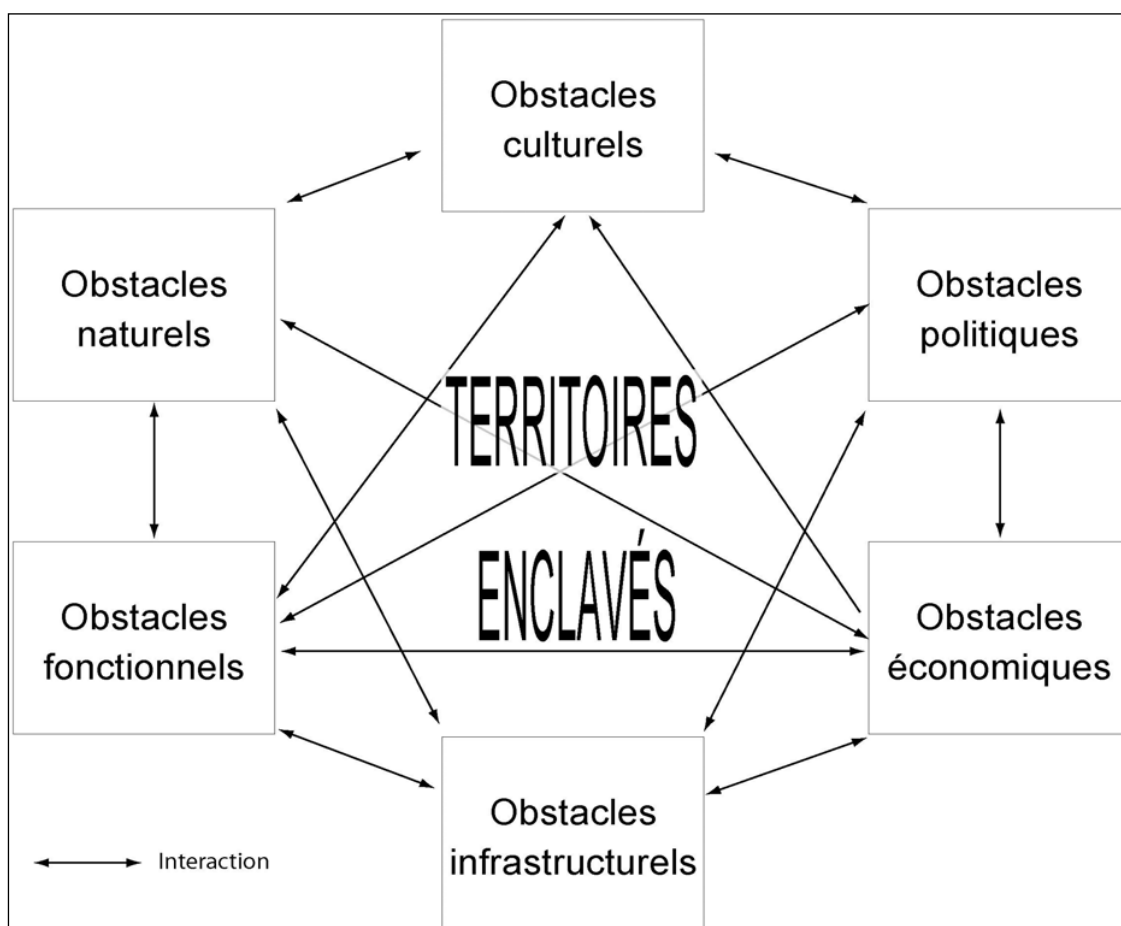 Obstacles
culturels
Obstacles
naturels
Obstacles
politiques
TERRITOIRES
ENCLAVÉS
Obstacles
fonctionnels
Obstacles
économiques
Obstacles
infrastructurels
Interaction